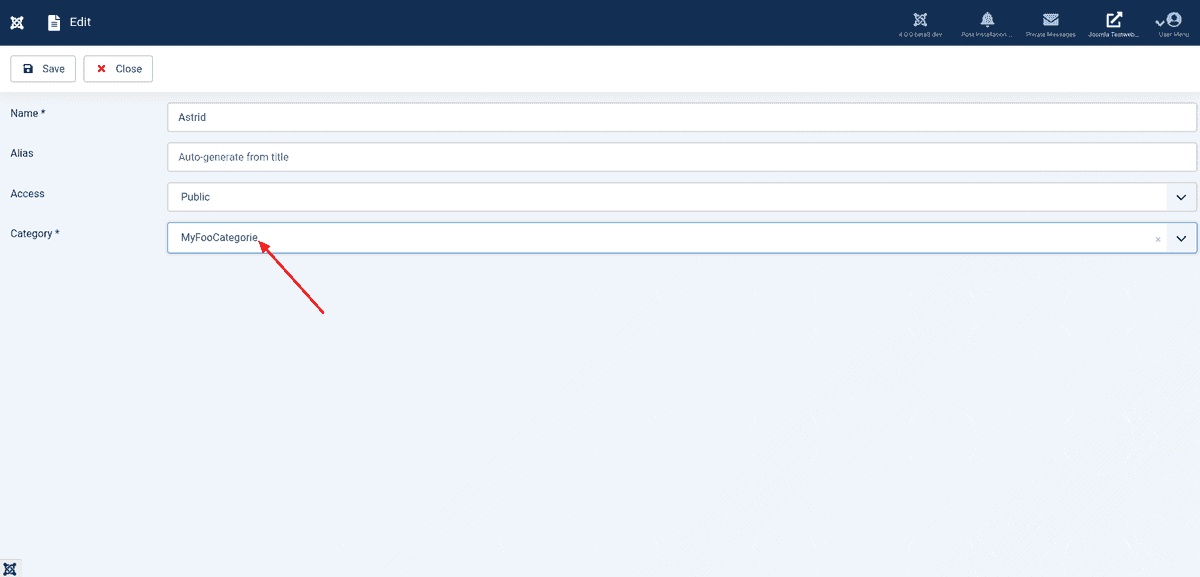 Edit
4.0.0-beta3-dev
Post Installation ...
Private Messages
Joomla Testweb...
User Menu
Save
Close
Name *
Astrid
Alias
Auto-generate from title
Access
Public
Category *
MyFooCategorie
×